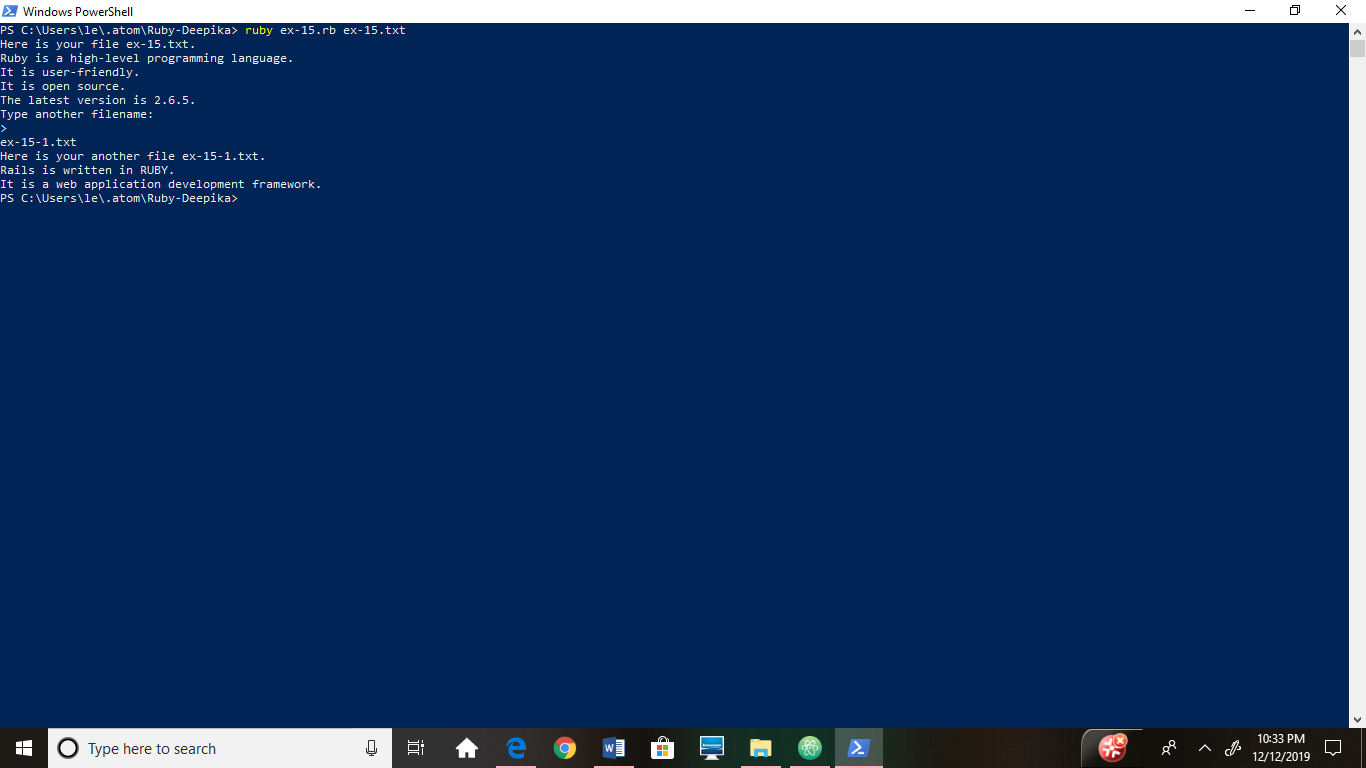 Windows PowerShell
PS C:\Users\le\.atom\Ruby-Deepika> ruby ex-15.rb ex-15.txt
Here is your file ex-15.txt.
Ruby is a high-level programming language.
It is user-friendly.
It is open source.
The latest version is 2.6.5.
Type another filename:
>
ex-15-1.txt
Here is your another file ex-15-1.txt.
Rails is written in RUBY.
It is a web application development framework.
PS C:\Users\le\.atom\Ruby-Deepika>
Type here to search
10:33 PM
12/12/2019